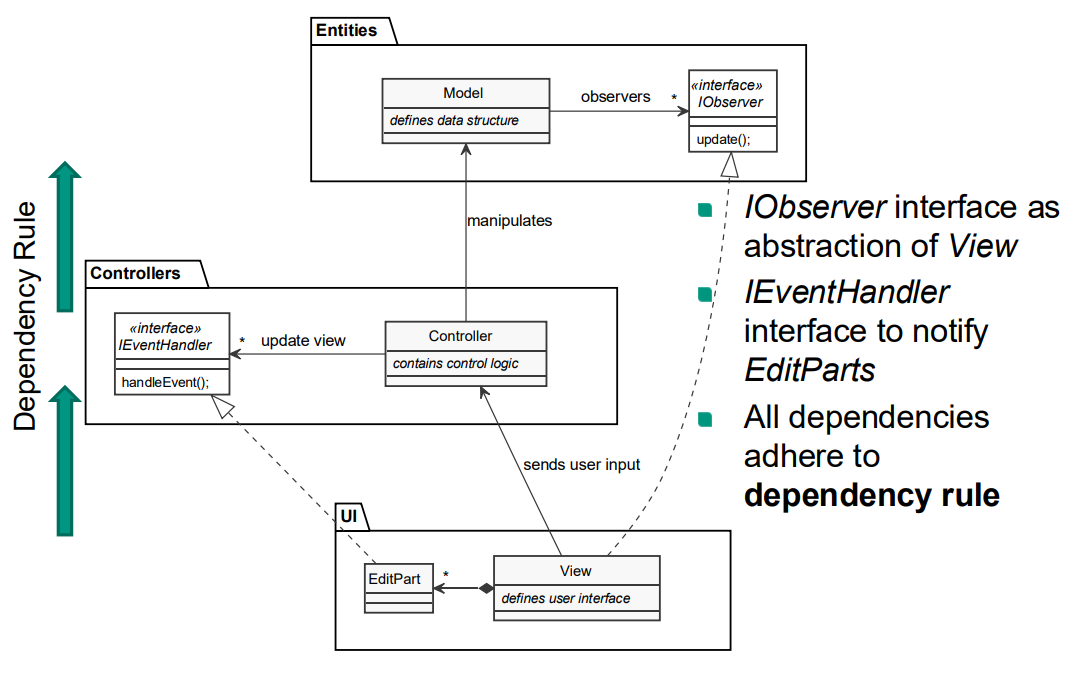 Entities
Model
defines data structure
observers
*
«interface»
IObserver
update();
manipulates
Dependency Rule
Controllers
«interface»
IEventHandler
handleEvent();
*
update view
Controller
contains control logic
sends user input
UI
EditPart
*
View
defines user interface
IObserver interface as
abstraction of View
IEventHandler
interface to notify
EditParts
All dependencies
adhere to
dependency rule